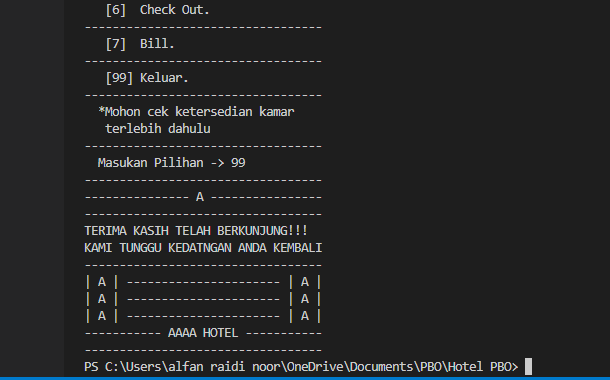 [6]  Check Out.
----------------------------------
[7]  Bill.
----------------------------------
[99] Keluar.
----------------------------------
*Mohon cek ketersedian kamar
terlebih dahulu
----------------------------------
Masukan Pilihan -> 99
----------------------------------
--------------- A ----------------
----------------------------------
TERIMA KASIH TELAH BERKUNJUNG!!!
KAMI TUNGGU KEDATNGAN ANDA KEMBALI
----------------------------------
| A | ---------------------- | A |
| A | ---------------------- | A |
| A | ---------------------- | A |
----------- AAAA HOTEL -----------
----------------------------------
PS C:\Users\alfan raidi noor\OneDrive\Documents\PBO\Hotel PBO>